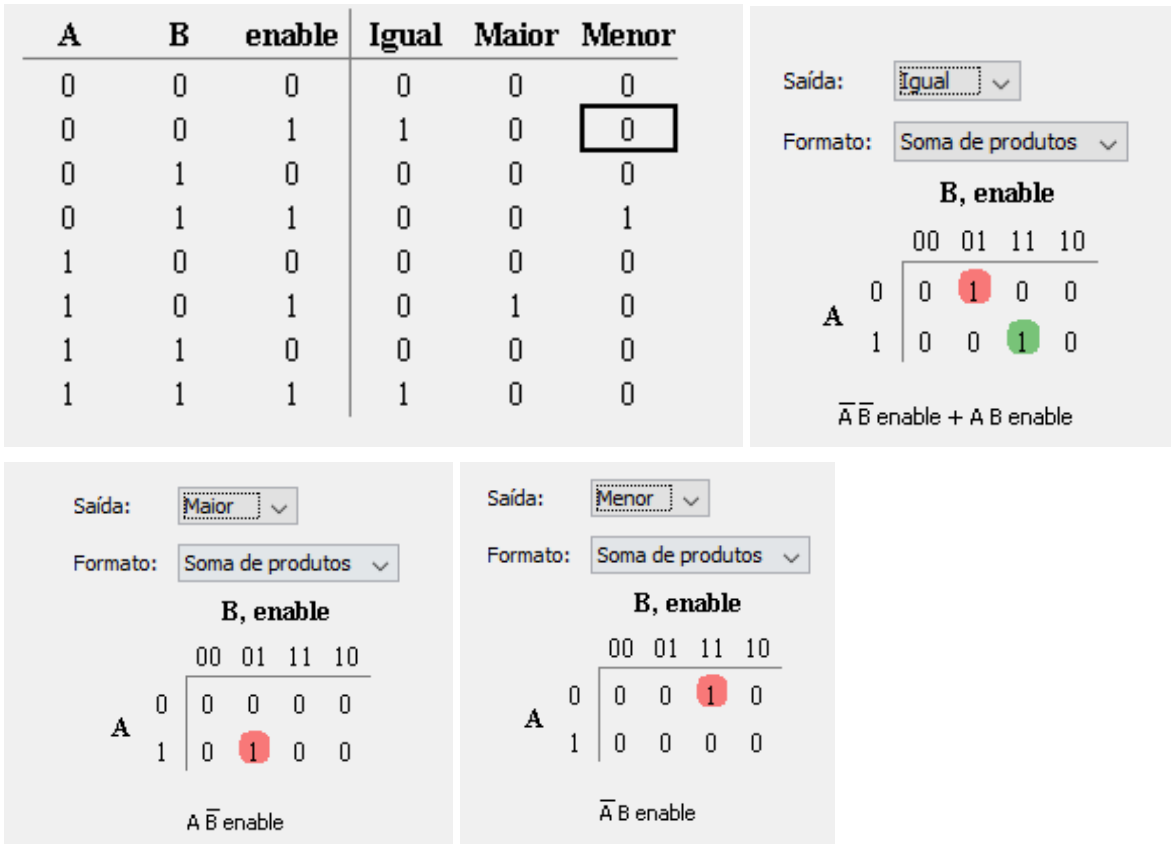 A B enable Igual Maior Menor
0 0 0 0 0 0
0 0 1 1 0 0
0 1 0 0 0 0
0 1 1 0 0 1
1 0 0 0 0 0
1 0 1 0 1 0
1 1 0 0 0 0
1 1 1 1 0 0
Saída: Igual
Formato: Soma de produtos
B, enable
00 01 11 10
0 0 1 0 0
A
1 0 0 1 0
A̅ B̅ enable + A B enable
Saída: Maior
Formato: Soma de produtos
B, enable
00 01 11 10
0 0 0 0 0
A
1 0 1 0 0
A B̅ enable
Saída: Menor
Formato: Soma de produtos
B, enable
00 01 11 10
0 0 0 1 0
A
1 0 0 0 0
A̅ B enable